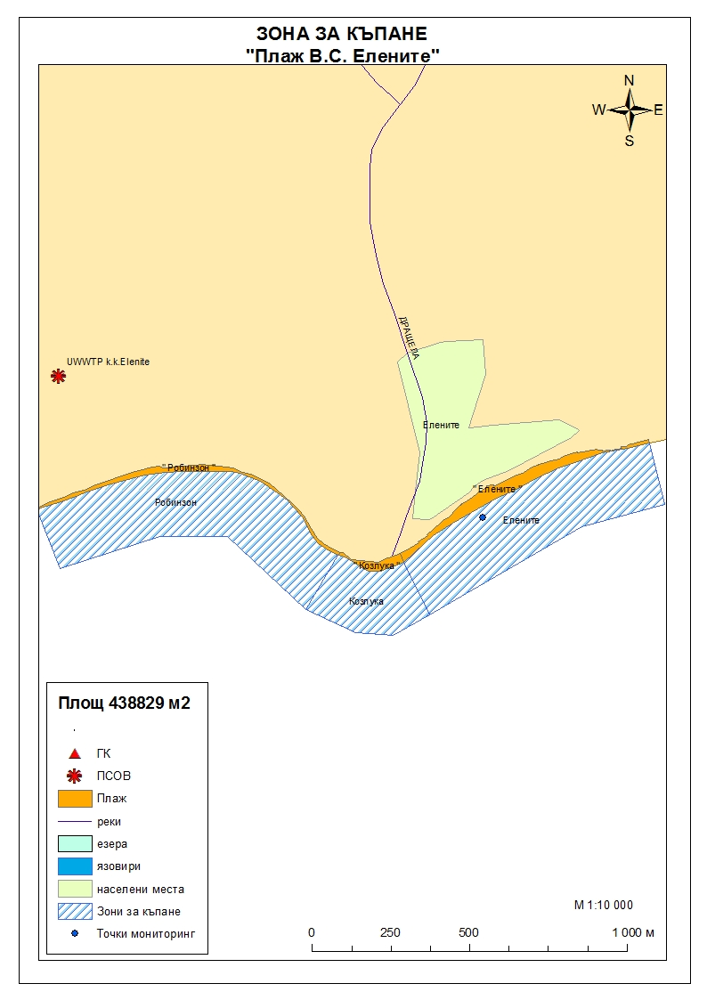 ЗОНА ЗА КЪПАНЕ
"Плаж В.С. Елените"
N
W E
S
ДРАЩЕЛА
UWWTP k.k.Elenite
Елените
"Робинзон"
"Елените"
Робинзон
Елените
"Козлука"
Козлука
Площ 438829 м2
ГК
ПСОВ
Плаж
реки
езера
язовири
населени места
Зони за къпане
Точки мониторинг
М 1:10 000
0 250 500 1 000 м